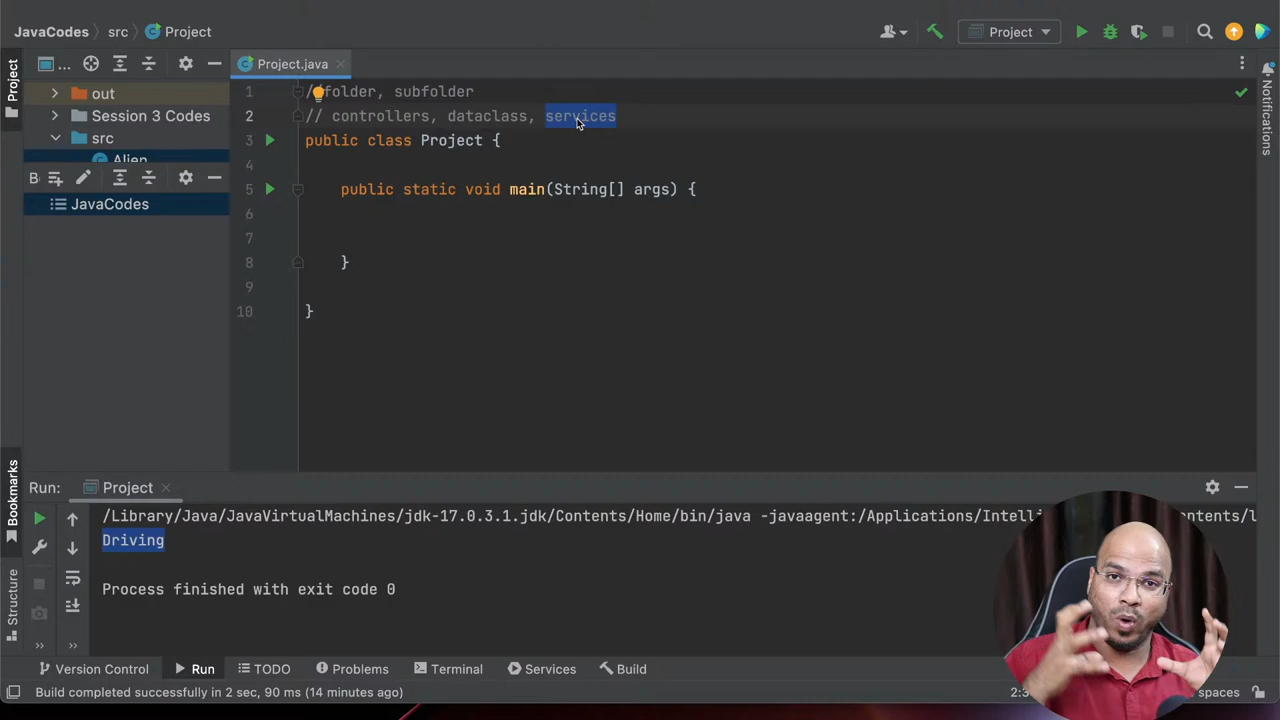 JavaCodes src Project
Project
Project
...
Project.java
out
Session 3 Codes
src
Alien
B
JavaCodes
1 //folder, subfolder
2 // controllers, dataclass, services
3 public class Project {
4
5 public static void main(String[] args) {
6
7
8 }
9
10 }
Notifications
Bookmarks
Structure
Run: Project
/Library/Java/JavaVirtualMachines/jdk-17.0.3.1.jdk/Contents/Home/bin/java -javaagent:/Applications/Intell
Driving
Process finished with exit code 0
Version Control Run TODO Problems Terminal Services Build
Build completed successfully in 2 sec, 90 ms (14 minutes ago)
spaces